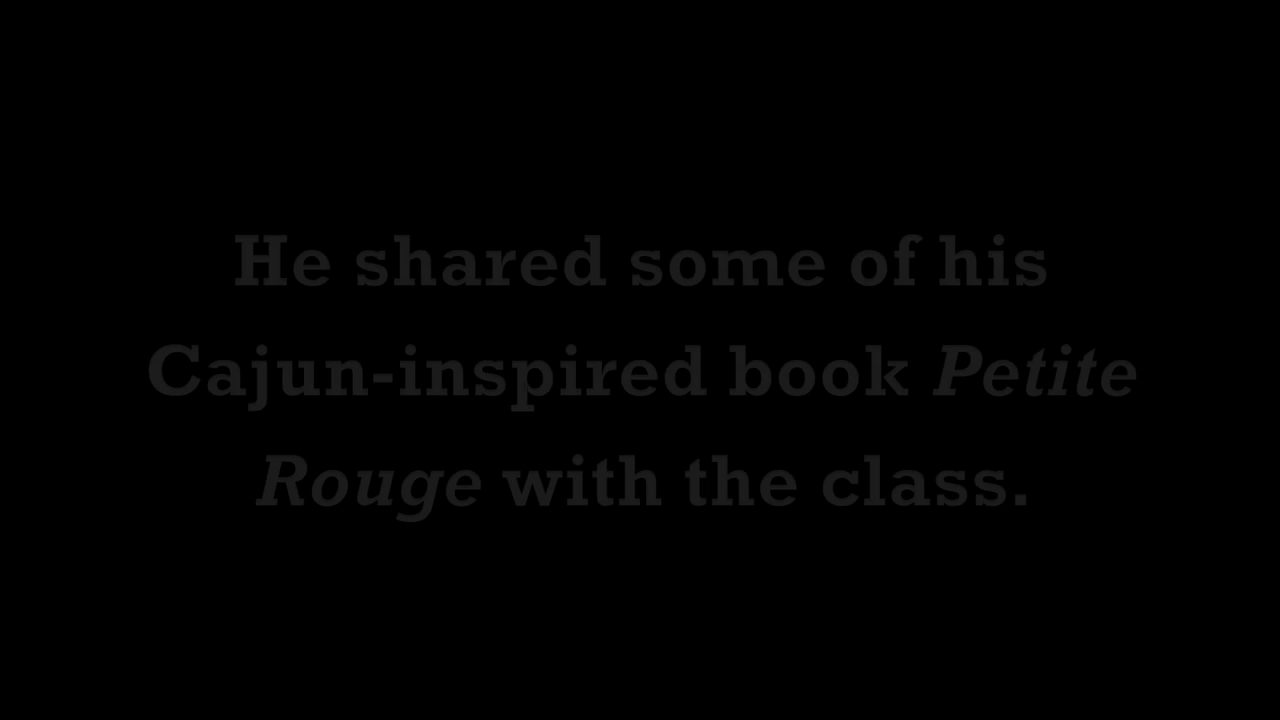 He shared some of his
Cajun-inspired book Petite
Rouge with the class.